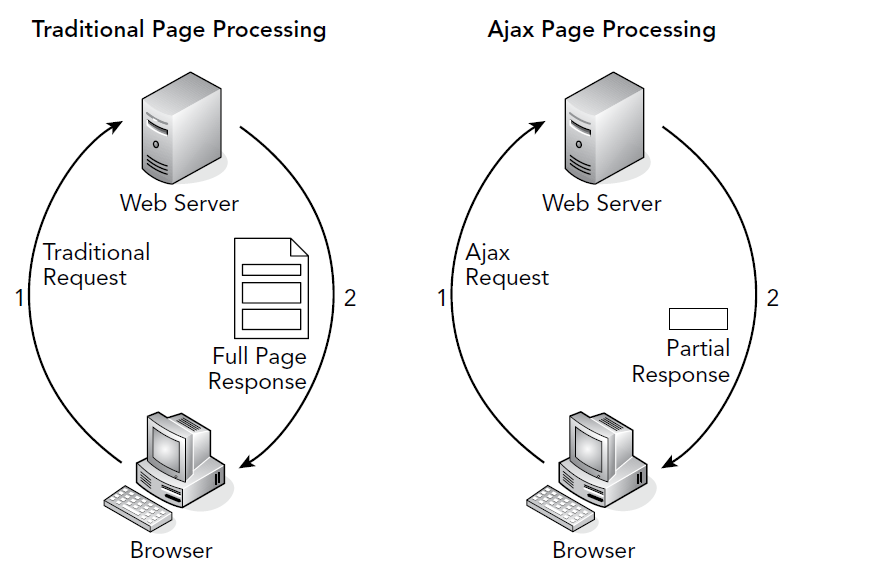 Traditional Page Processing
Web Server
Traditional
Request
1
2
Full Page
Response
Browser
Ajax Page Processing
Web Server
Ajax
Request
1
2
Partial
Response
Browser